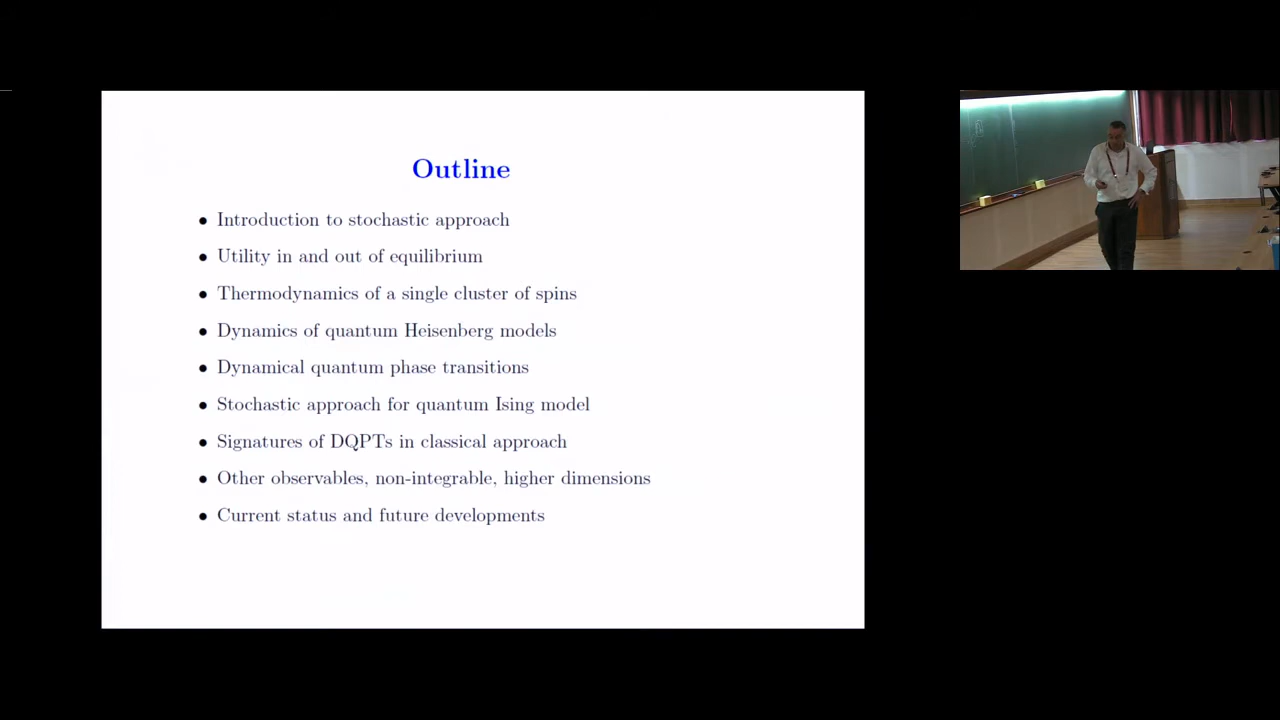 Outline
• Introduction to stochastic approach
• Utility in and out of equilibrium
• Thermodynamics of a single cluster of spins
• Dynamics of quantum Heisenberg models
• Dynamical quantum phase transitions
• Stochastic approach for quantum Ising model
• Signatures of DQPTs in classical approach
• Other observables, non-integrable, higher dimensions
• Current status and future developments